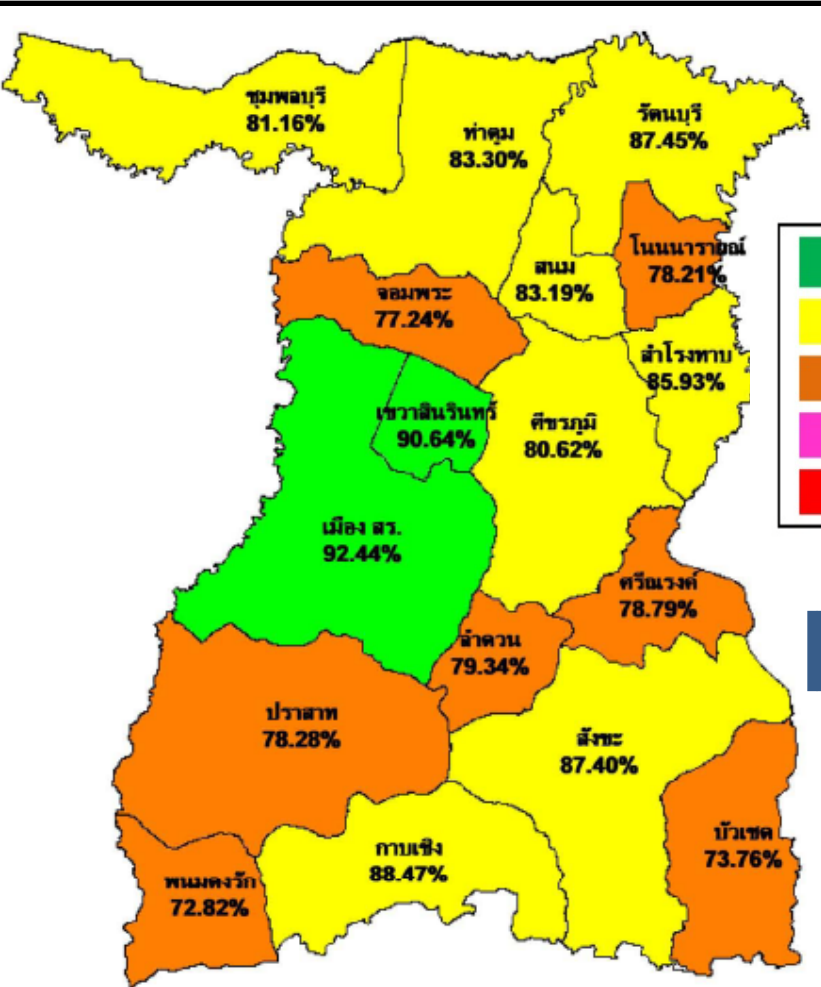 ชุมพลบุรี
81.16%
ท่าตูม
83.30%
รัตนบุรี
87.45%
โนนนารายณ์
78.21%
สนม
83.19%
จอมพระ
77.24%
สำโรงทาบ
85.93%
เขวาสินรินทร์
90.64%
ศีขรภูมิ
80.62%
เมือง สร.
92.44%
ศรีณรงค์
78.79%
ลำดวน
79.34%
ปราสาท
78.28%
สังขะ
87.40%
บัวเชด
73.76%
กาบเชิง
88.47%
พนมดงรัก
72.82%